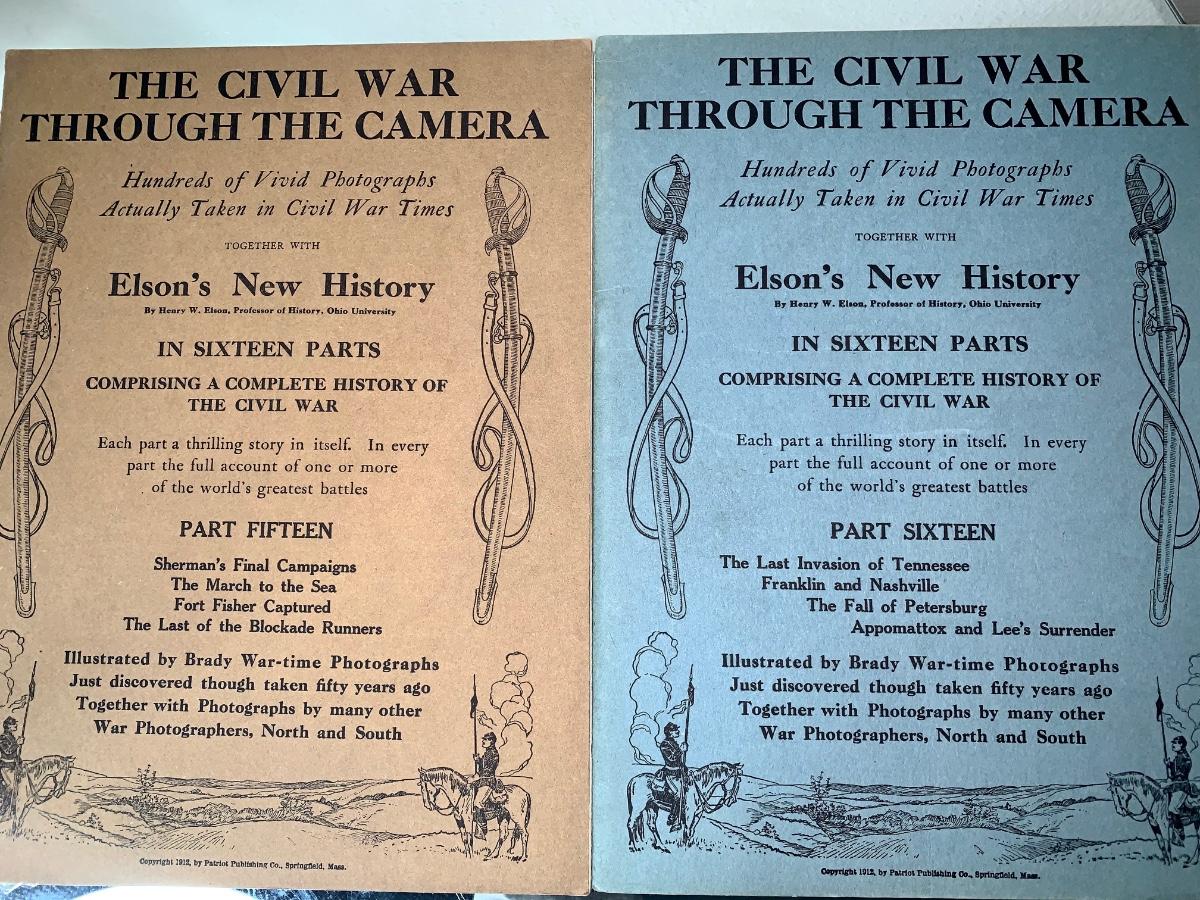 THE CIVIL WAR
THROUGH THE CAMERA
Hundreds of Vivid Photographs
Actually Taken in Civil War Times
TOGETHER WITH
Elson's New History
By Henry W. Elson, Professor of History, Ohio University
IN SIXTEEN PARTS
COMPRISING A COMPLETE HISTORY OF
THE CIVIL WAR
Each part a thrilling story in itself. In every
part the full account of one or more
of the world's greatest battles
PART FIFTEEN
Sherman's Final Campaigns
The March to the Sea
Fort Fisher Captured
The Last of the Blockade Runners
Illustrated by Brady War-time Photographs
Just discovered though taken fifty years ago
Together with Photographs by many other
War Photographers, North and South
Copyright 1912, by Patriot Publishing Co., Springfield, Mass.
THE CIVIL WAR
THROUGH THE CAMERA
Hundreds of Vivid Photographs
Actually Taken in Civil War Times
TOGETHER WITH
Elson's New History
By Henry W. Elson, Professor of History, Ohio University
IN SIXTEEN PARTS
COMPRISING A COMPLETE HISTORY OF
THE CIVIL WAR
Each part a thrilling story in itself. In every
part the full account of one or more
of the world's greatest battles
PART SIXTEEN
The Last Invasion of Tennessee
Franklin and Nashville
The Fall of Petersburg
Appomattox and Lee's Surrender
Illustrated by Brady War-time Photographs
Just discovered though taken fifty years ago
Together with Photographs by many other
War Photographers, North and South
Copyright 1912, by Patriot Publishing Co., Springfield, Mass.